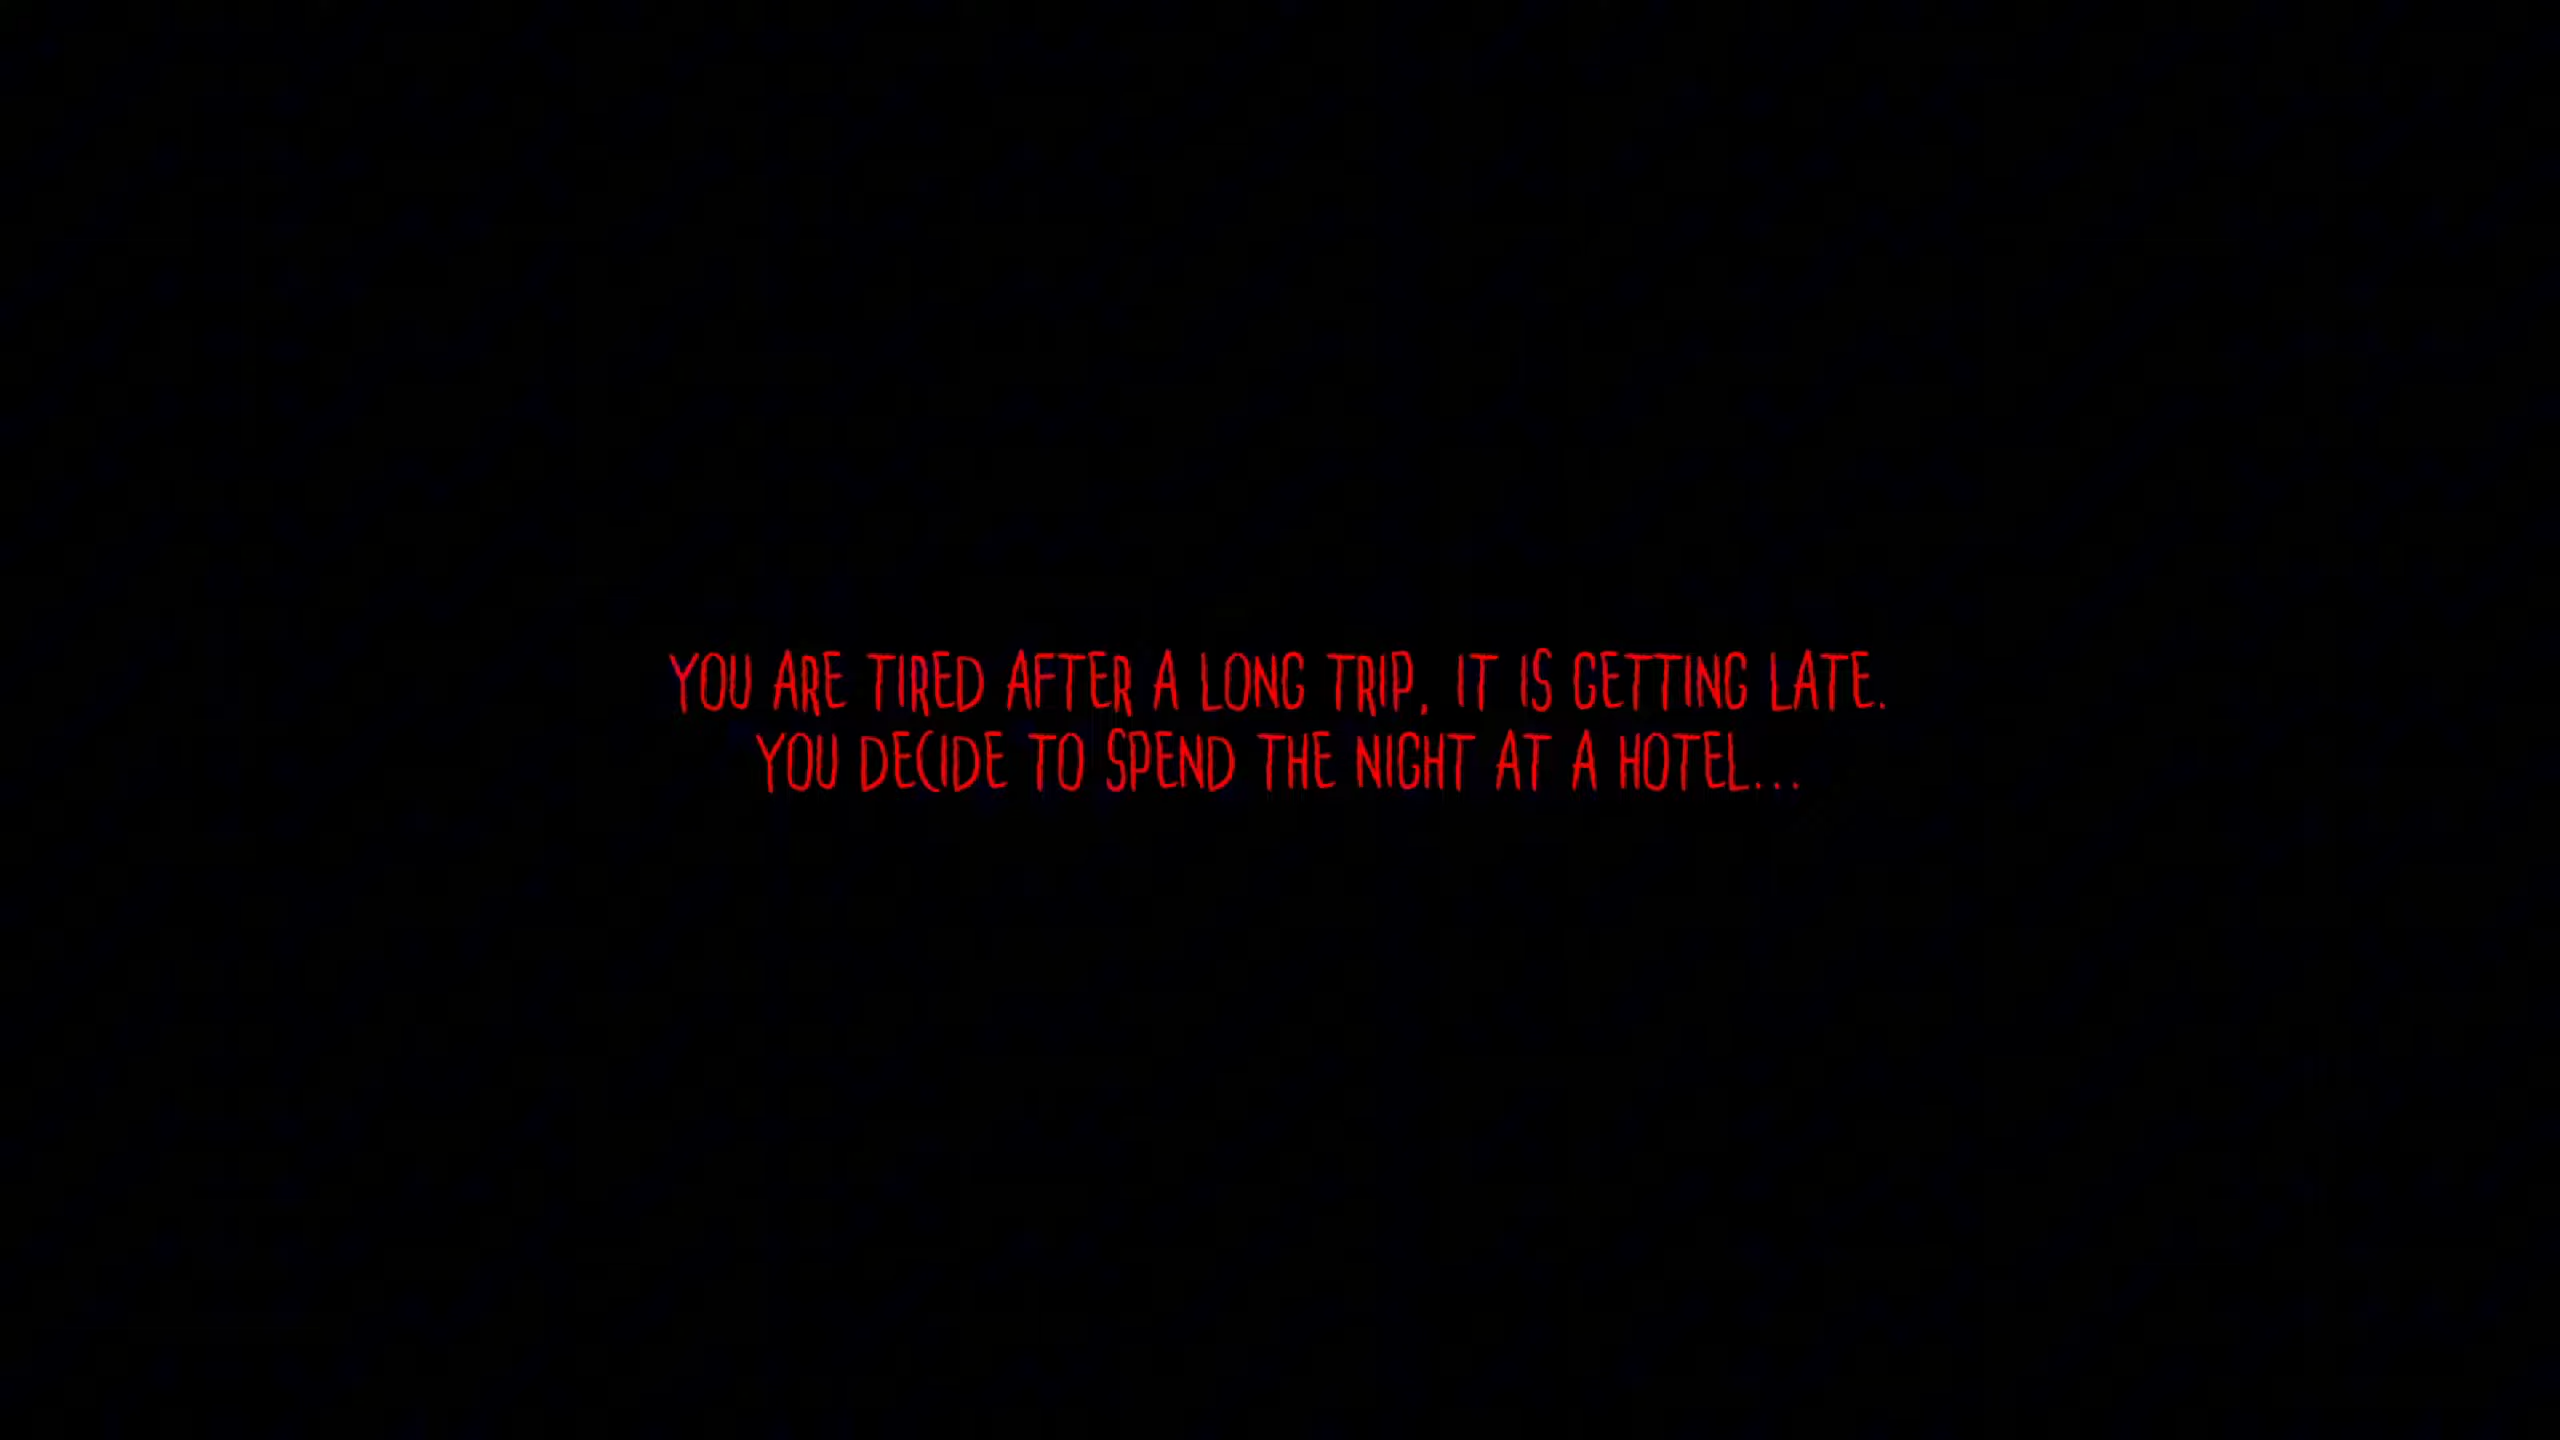 YOU ARE TIRED AFTER A LONG TRIP, IT IS GETTING LATE.
YOU DECIDE TO SPEND THE NIGHT AT A HOTEL...